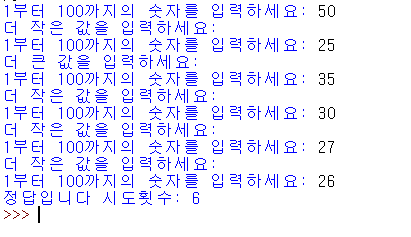 1부터 100까지의 숫자를 입력하세요: 50
더 작은 값을 입력하세요:
1부터 100까지의 숫자를 입력하세요: 25
더 큰 값을 입력하세요:
1부터 100까지의 숫자를 입력하세요: 35
더 작은 값을 입력하세요:
1부터 100까지의 숫자를 입력하세요: 30
더 작은 값을 입력하세요:
1부터 100까지의 숫자를 입력하세요: 27
더 작은 값을 입력하세요:
1부터 100까지의 숫자를 입력하세요: 26
정답입니다 시도횟수: 6
>>>